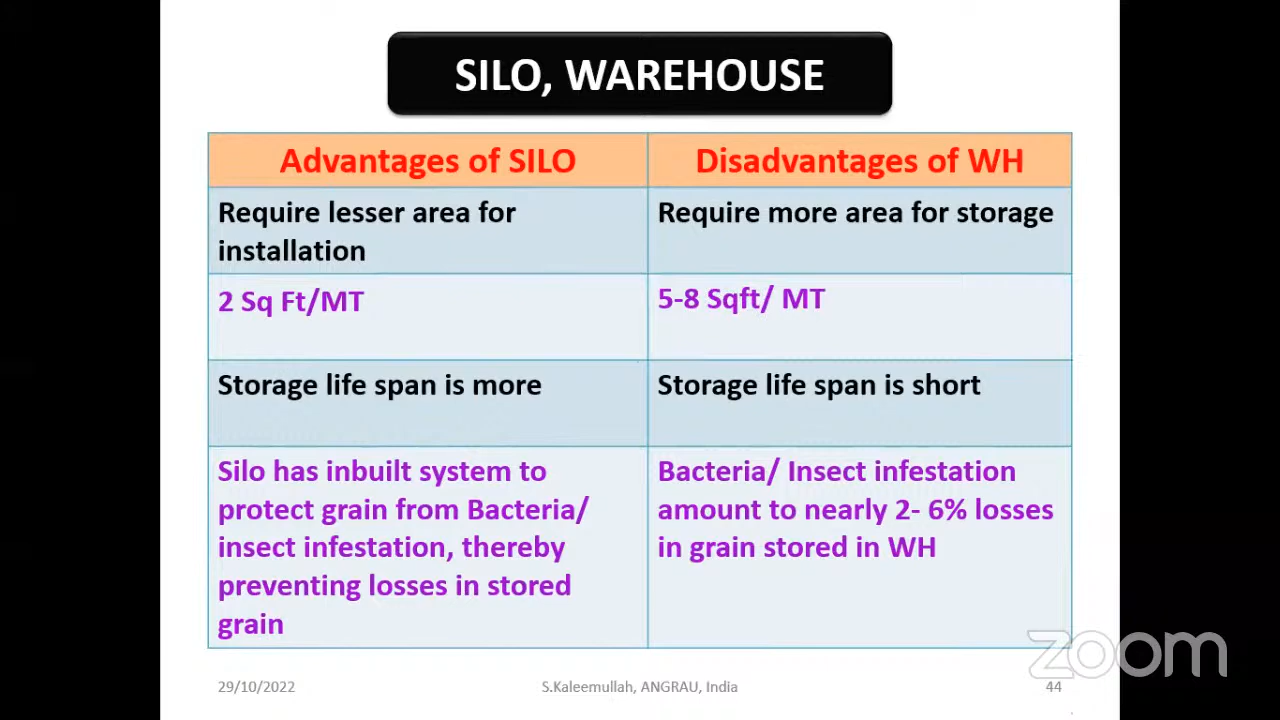 SILO, WAREHOUSE
Advantages of SILO
Disadvantages of WH
Require lesser area for
installation
Require more area for storage
2 Sq Ft/MT
5-8 Sqft/ MT
Storage life span is more
Storage life span is short
Silo has inbuilt system to
protect grain from Bacteria/
insect infestation, thereby
preventing losses in stored
grain
Bacteria/ Insect infestation
amount to nearly 2- 6% losses
in grain stored in WH
zoom
29/10/2022
S.Kaleemullah, ANGRAU, India
44